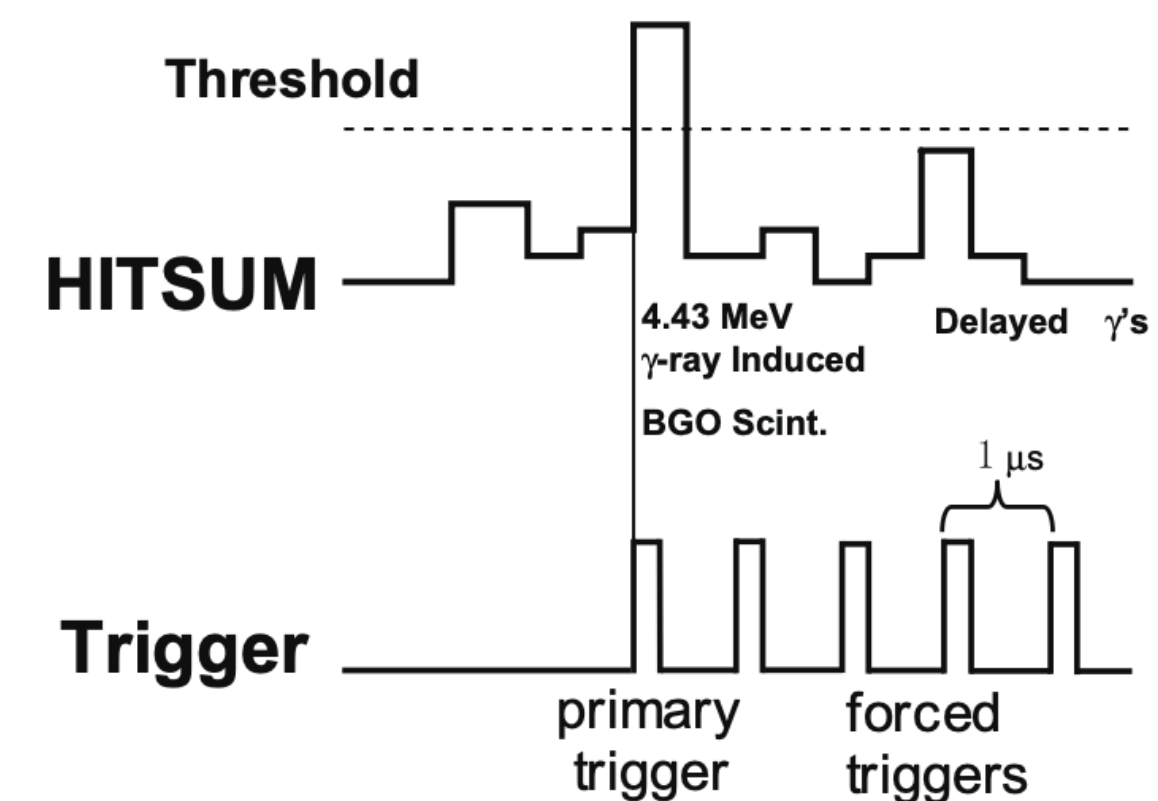 Threshold
HITSUM
4.43 MeV
γ-ray Induced
BGO Scint.
Delayed γ's
1 μs
Trigger
primary
trigger
forced
triggers